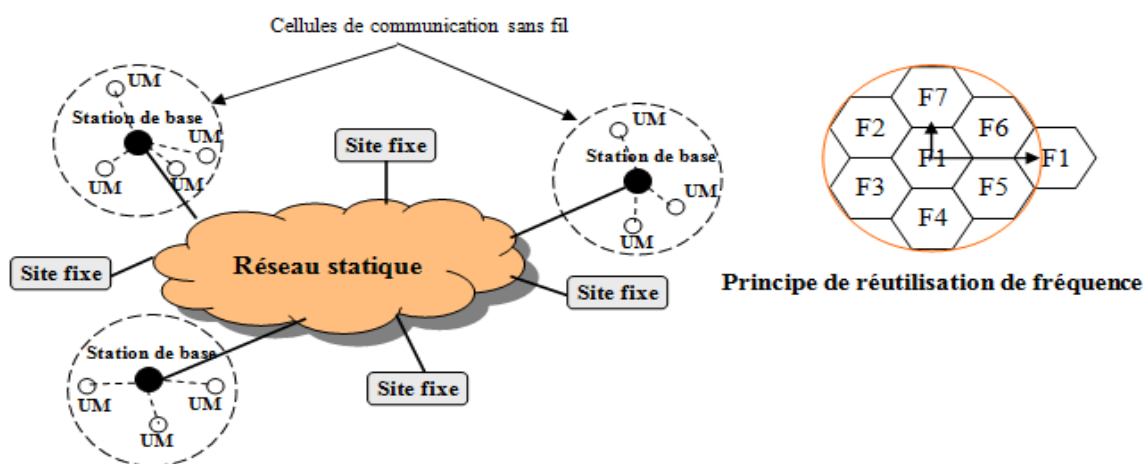 Cellules de communication sans fil
UM
Station de base
UM
UM
UM
Site fixe
UM
Station de base
UM
UM
Site fixe
Réseau statique
Site fixe
Station de base
UM
UM
UM
Site fixe
F7
F2
F6
F1
F1
F3
F5
F4
Principe de réutilisation de fréquence